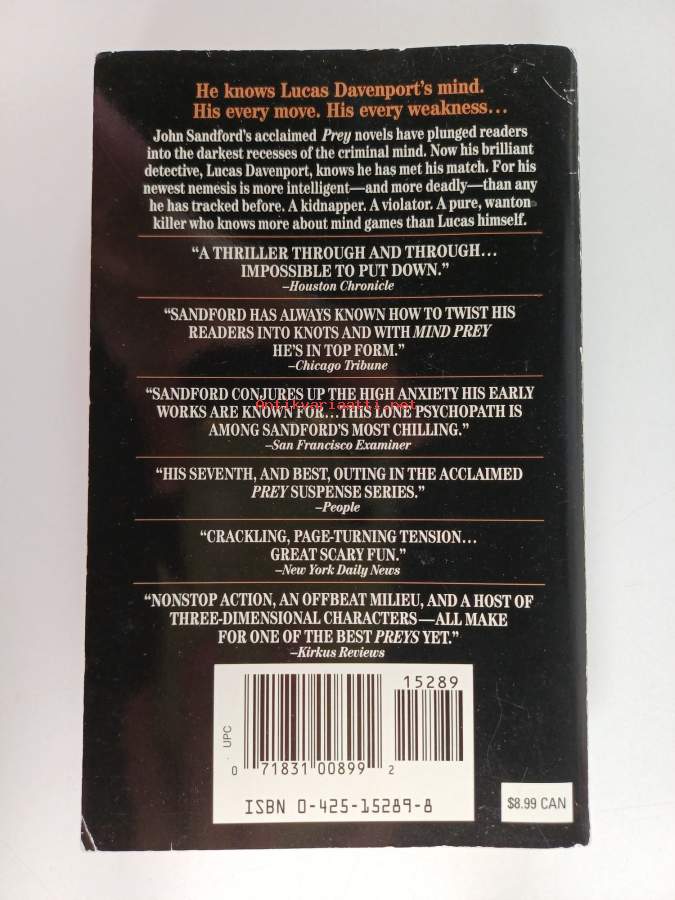 He knows Lucas Davenport's mind.
His every move. His every weakness...
John Sandford's acclaimed Prey novels have plunged readers
into the darkest recesses of the criminal mind. Now his brilliant
detective, Lucas Davenport, knows he has met his match. For his
newest nemesis is more intelligent—and more deadly—than any
he has tracked before. A kidnapper. A violator. A pure, wanton
killer who knows more about mind games than Lucas himself.
“A THRILLER THROUGH AND THROUGH...
IMPOSSIBLE TO PUT DOWN.”
–Houston Chronicle
“SANDFORD HAS ALWAYS KNOWN HOW TO TWIST HIS
READERS INTO KNOTS AND WITH MIND PREY
HE'S IN TOP FORM.”
–Chicago Tribune
“SANDFORD CONJURES UP THE HIGH ANXIETY HIS EARLY
WORKS ARE KNOWN FOR...THIS LONE PSYCHOPATH IS
Antikvariaatti.net
AMONG SANDFORD'S MOST CHILLING.”
–San Francisco Examiner
“HIS SEVENTH, AND BEST, OUTING IN THE ACCLAIMED
PREY SUSPENSE SERIES.”
–People
“CRACKLING, PAGE-TURNING TENSION...
GREAT SCARY FUN.”
–New York Daily News
“NONSTOP ACTION, AN OFFBEAT MILIEU, AND A HOST OF
THREE-DIMENSIONAL CHARACTERS—ALL MAKE
FOR ONE OF THE BEST PREYS YET.”
–Kirkus Reviews
15289
UPC
0 71831 00899 2
ISBN 0-425-15289-8
$8.99 CAN